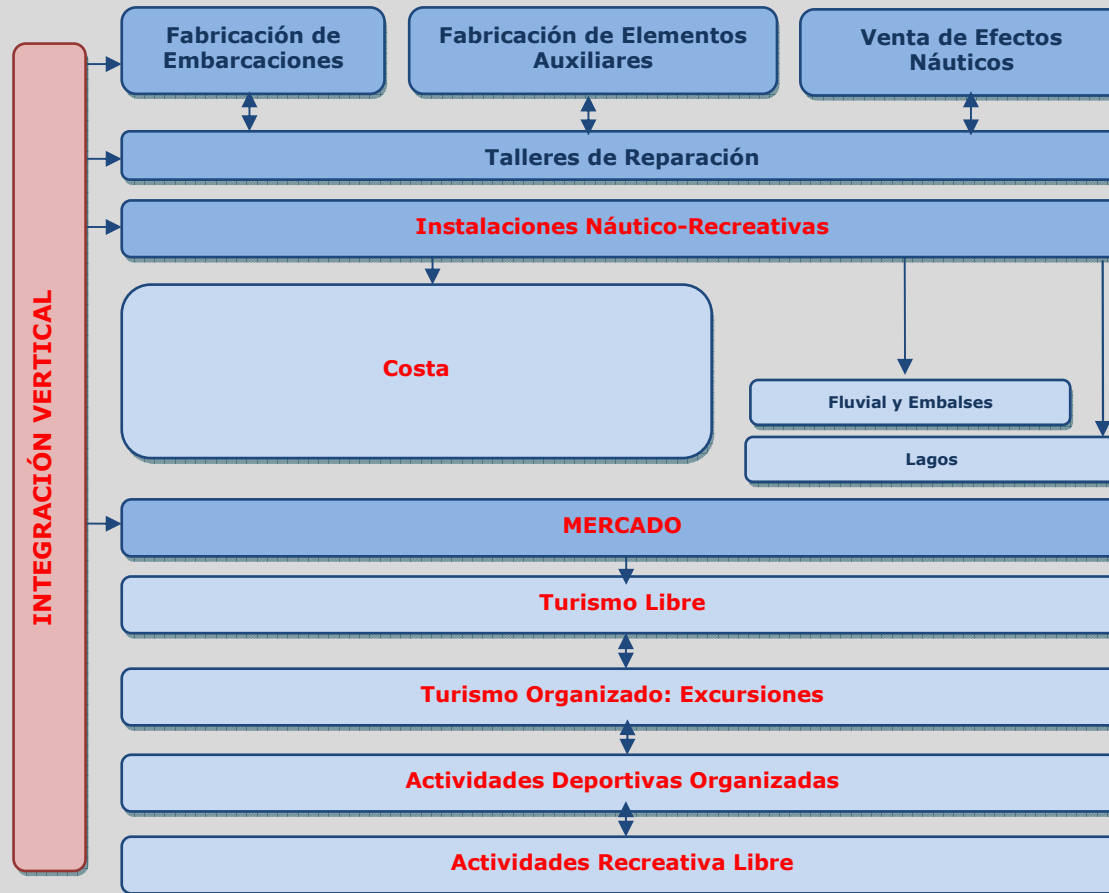 INTEGRACIÓN VERTICAL
Fabricación de
Embarcaciones
Fabricación de Elementos
Auxiliares
Venta de Efectos
Náuticos
Talleres de Reparación
Instalaciones Náutico-Recreativas
Costa
Fluvial y Embalses
Lagos
MERCADO
Turismo Libre
Turismo Organizado: Excursiones
Actividades Deportivas Organizadas
Actividades Recreativa Libre